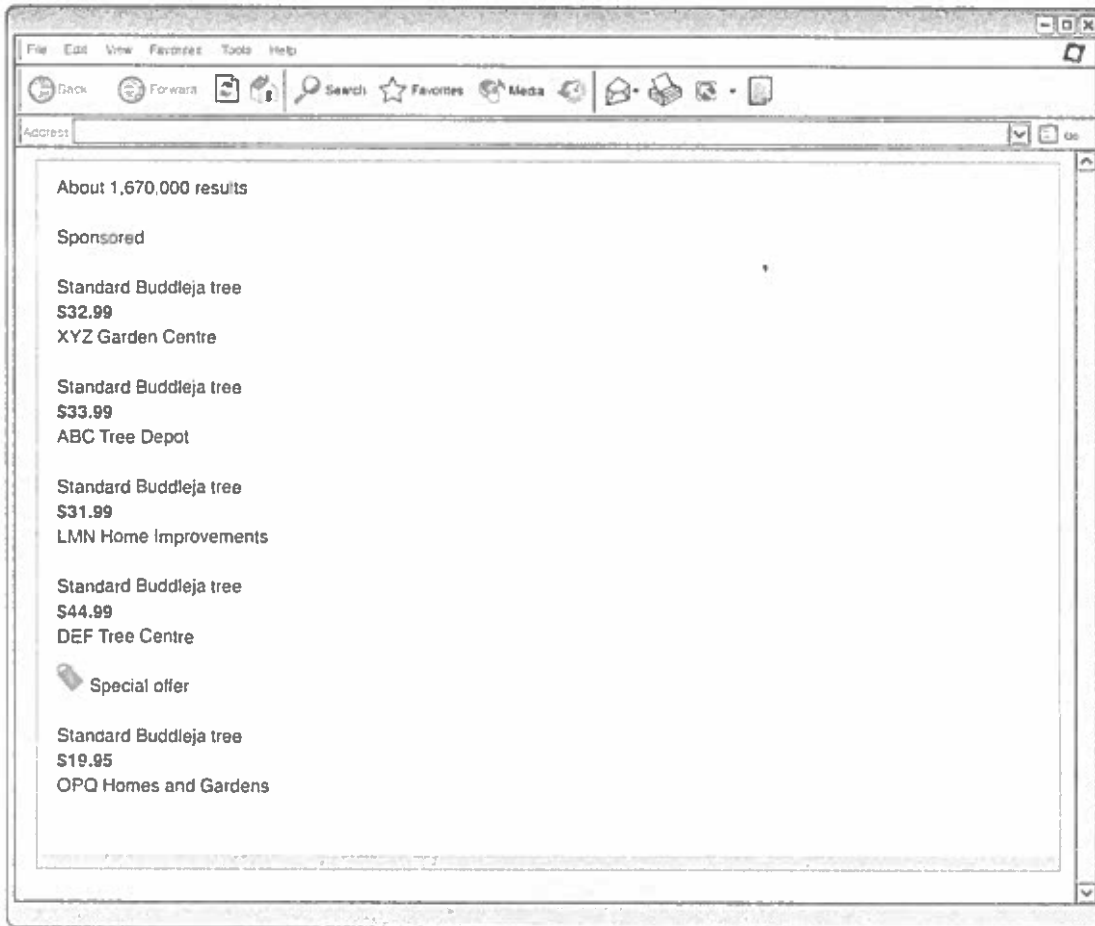 File Edit View Favorites Tools Help
Back Forward Search Favorites Media
Address Go
About 1,670,000 results
Sponsored
Standard Buddleja tree
$32.99
XYZ Garden Centre
Standard Buddleja tree
$33.99
ABC Tree Depot
Standard Buddleja tree
$31.99
LMN Home Improvements
Standard Buddleja tree
$44.99
DEF Tree Centre
Special offer
Standard Buddleja tree
$19.95
OPQ Homes and Gardens